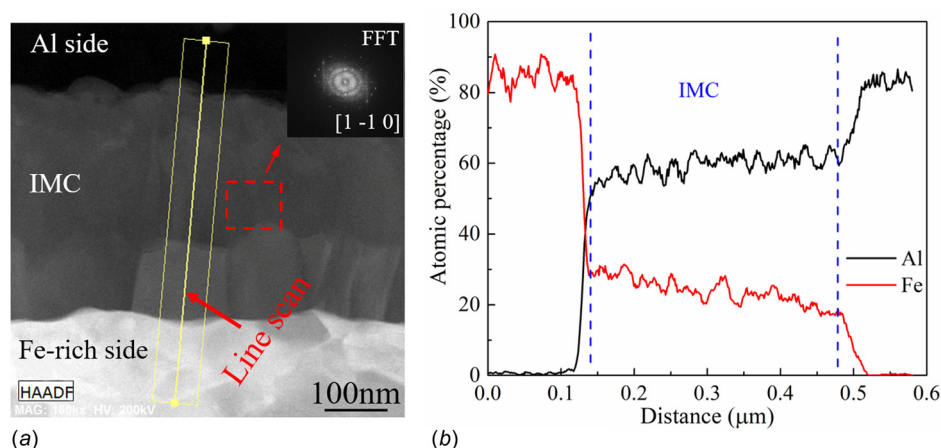 Al side
FFT
[1 -1 0]
IMC
Line scan
Fe-rich side
HAADF
MAG: 160kx HV: 200kV
100nm
(a)
(b)
100
80
60
40
20
0
Atomic percentage (%)
IMC
Al
Fe
0.0 0.1 0.2 0.3 0.4 0.5 0.6
Distance (μm)